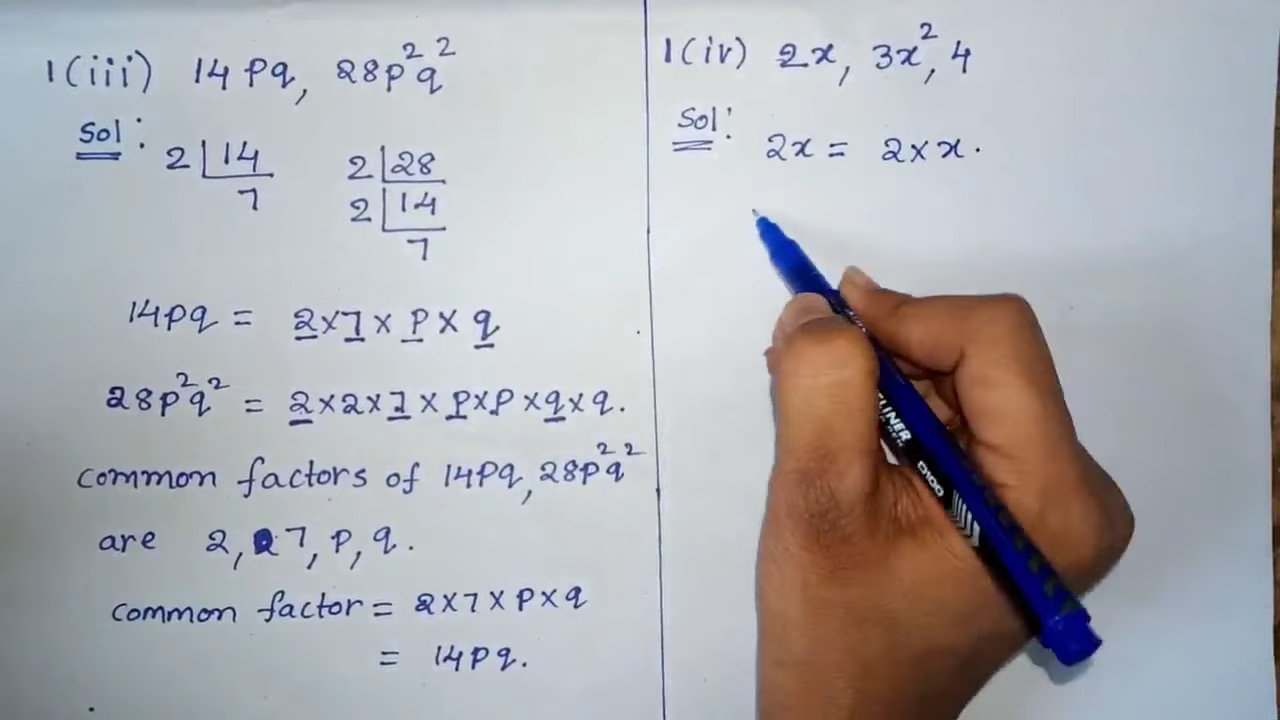 1(iii) 14pq, 28p²q²
Sol:
2 14
7
2 28
2 14
7
14pq = 2×7×p×q
28p²q² = 2×2×7×p×p×q×q.
common factors of 14pq, 28p²q²
are 2, 7, p, q.
common factor = 2×7×p×q
= 14pq.
1(iv) 2x, 3x², 4
Sol:
2x = 2×x.
LINER
D100